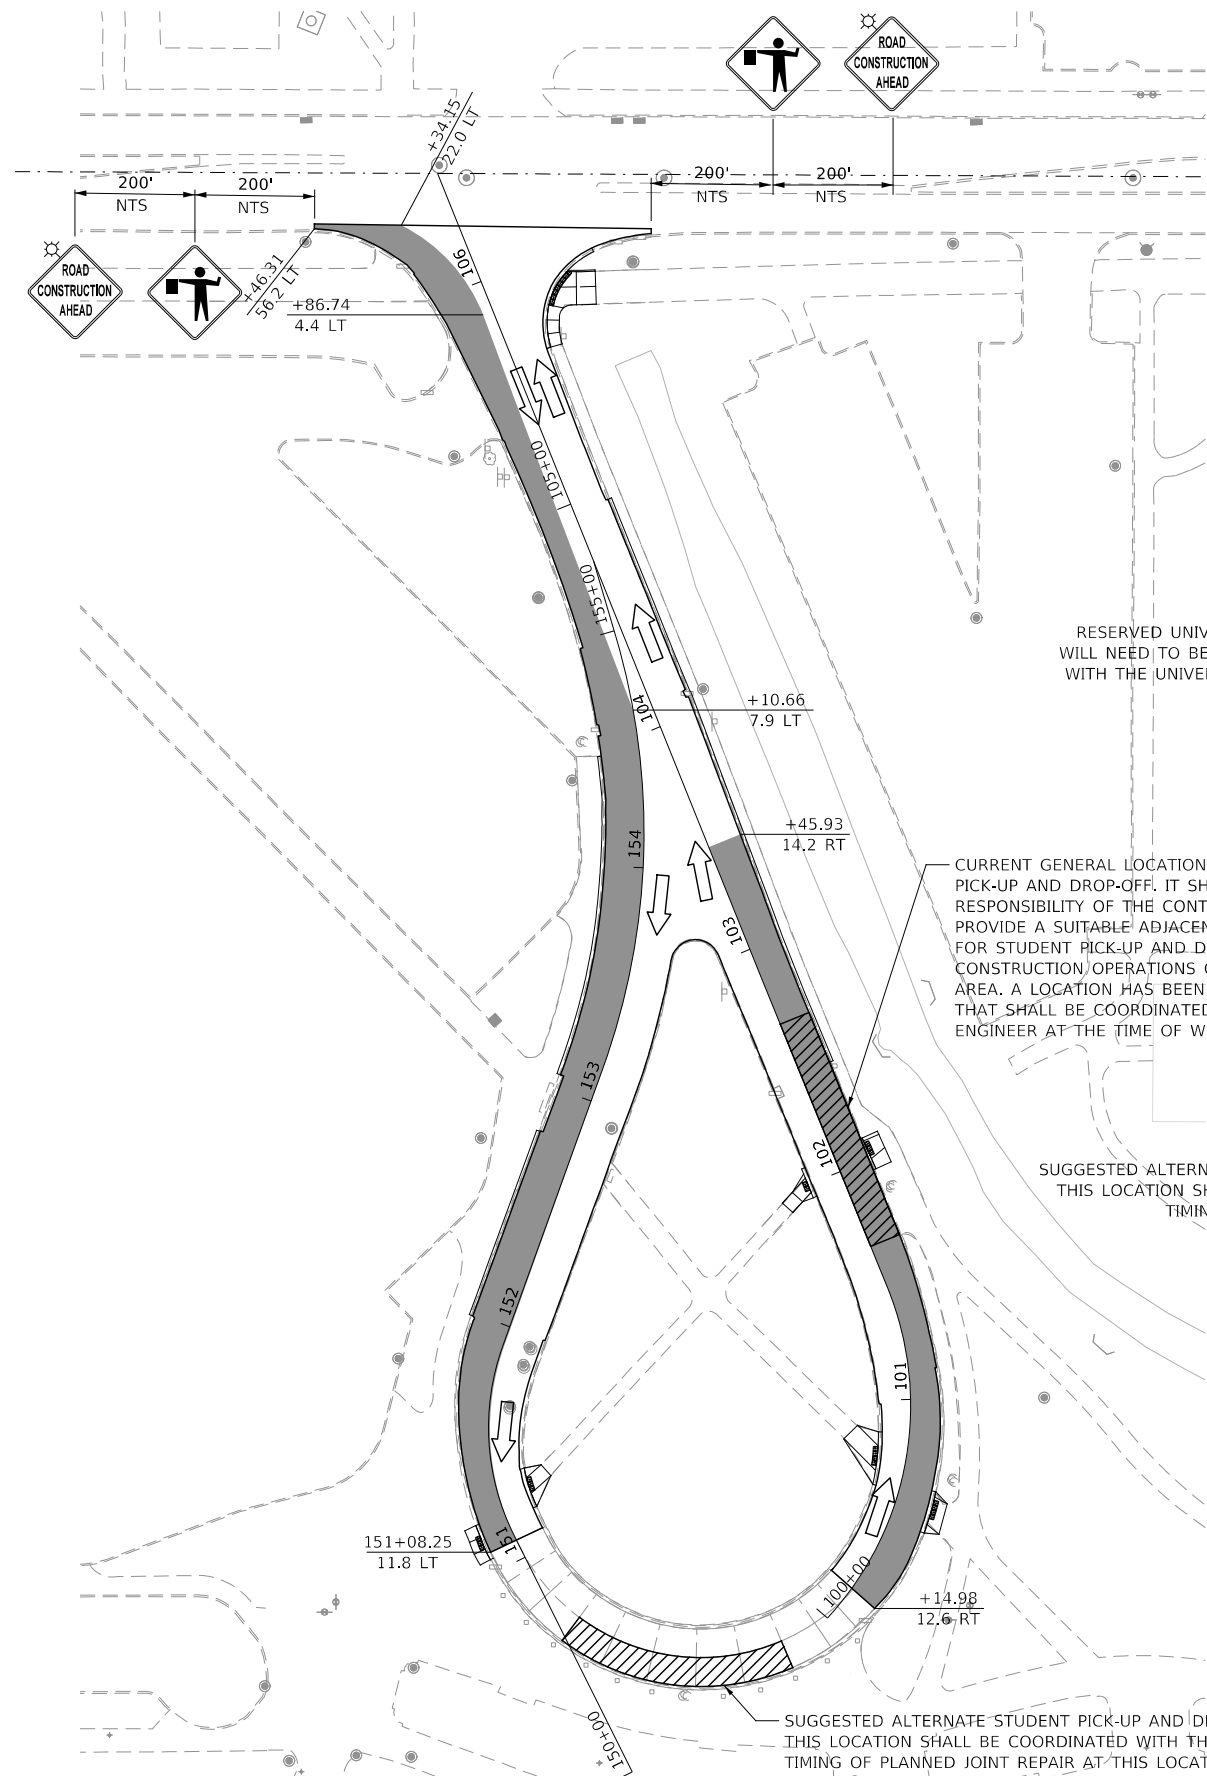 ROAD
CONSTRUCTION
AHEAD
+34.15
22.0 LT
200'
NTS
200'
NTS
200'
NTS
200'
NTS
ROAD
CONSTRUCTION
AHEAD
+46.31
56.2 LT
106
+86.74
4.4 LT
105+00
155+00
RESERVED UNIV
WILL NEED TO BE
WITH THE UNIVE
104
+10.66
7.9 LT
+45.93
14.2 RT
154
103
CURRENT GENERAL LOCATION
PICK-UP AND DROP-OFF. IT SH
RESPONSIBILITY OF THE CONT
PROVIDE A SUITABLE ADJACEN
FOR STUDENT PICK-UP AND D
CONSTRUCTION OPERATIONS
AREA. A LOCATION HAS BEEN
THAT SHALL BE COORDINATED
ENGINEER AT THE TIME OF W
153
102
SUGGESTED ALTERN
THIS LOCATION SH
TIMIN
152
101
151+08.25
11.8 LT
151
100+00
+14.98
12.6 RT
150+00
SUGGESTED ALTERNATE STUDENT PICK-UP AND D
THIS LOCATION SHALL BE COORDINATED WITH TH
TIMING OF PLANNED JOINT REPAIR AT THIS LOCAT